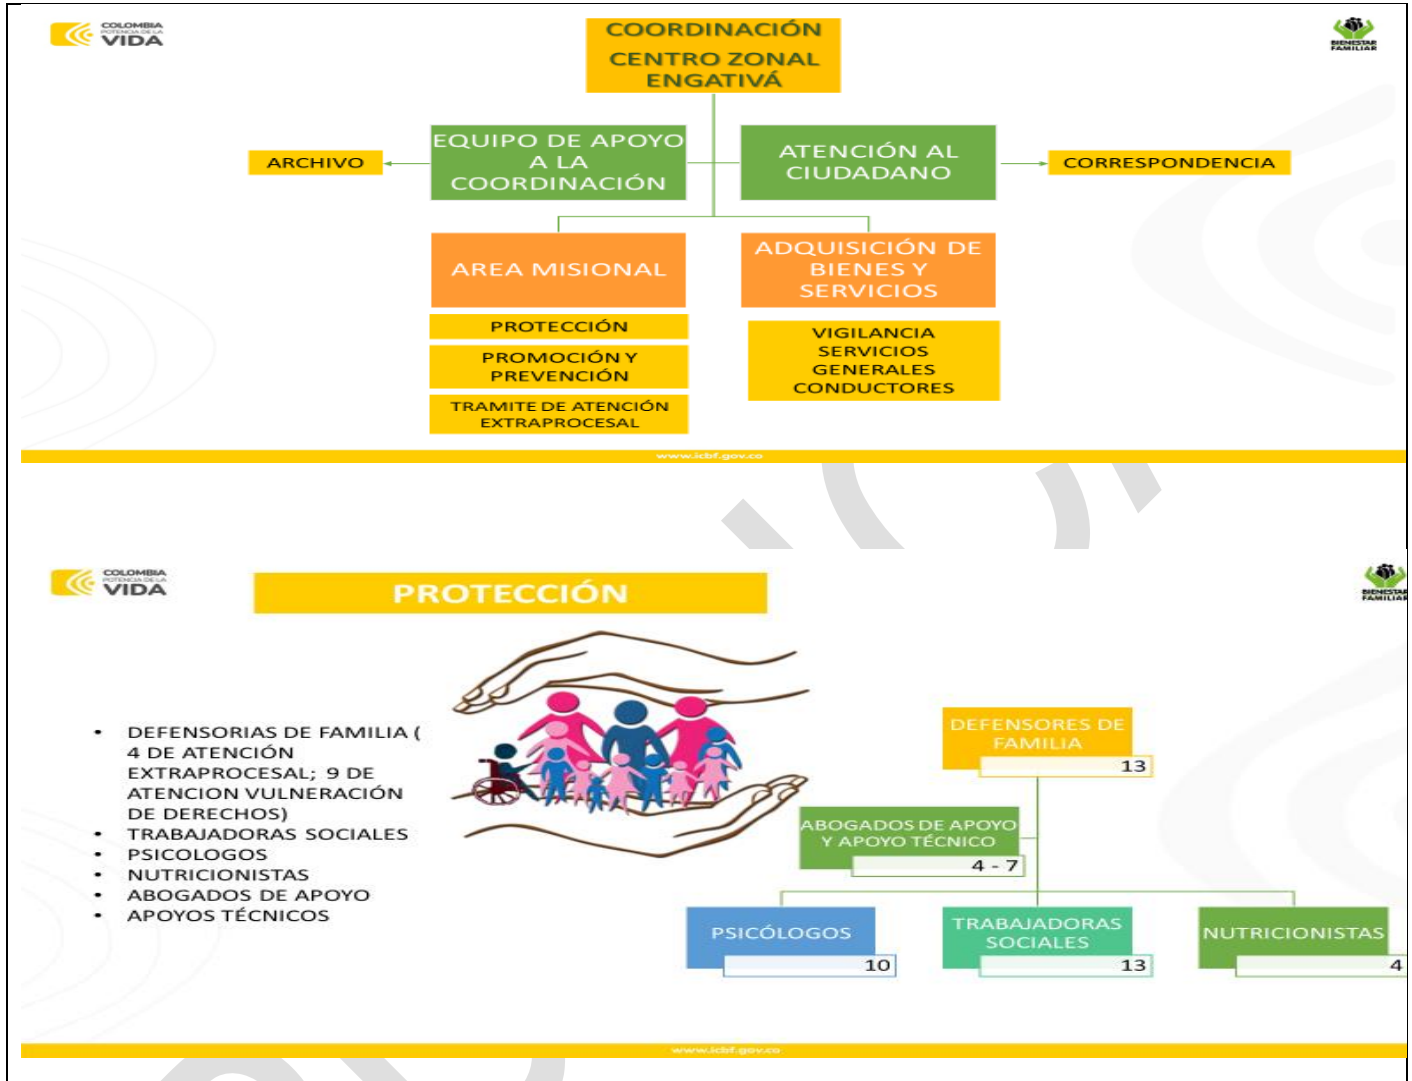 COLOMBIA
POTENCIA DE LA
VIDA
COORDINACIÓN
CENTRO ZONAL
ENGATIVÁ
BIENESTAR
FAMILIAR
ARCHIVO
EQUIPO DE APOYO
A LA
COORDINACIÓN
ATENCIÓN AL
CIUDADANO
CORRESPONDENCIA
AREA MISIONAL
ADQUISICIÓN DE
BIENES Y
SERVICIOS
PROTECCIÓN
PROMOCIÓN Y
PREVENCIÓN
TRAMITE DE ATENCIÓN
EXTRAPROCESAL
VIGILANCIA
SERVICIOS
GENERALES
CONDUCTORES
www.icbf.gov.co
COLOMBIA
POTENCIA DE LA
VIDA
PROTECCIÓN
BIENESTAR
FAMILIAR
• DEFENSORIAS DE FAMILIA (
4 DE ATENCIÓN
EXTRAPROCESAL; 9 DE
ATENCION VULNERACIÓN
DE DERECHOS)
• TRABAJADORAS SOCIALES
• PSICOLOGOS
• NUTRICIONISTAS
• ABOGADOS DE APOYO
• APOYOS TÉCNICOS
DEFENSORES DE
FAMILIA
13
ABOGADOS DE APOYO
Y APOYO TÉCNICO
4 - 7
PSICÓLOGOS
10
TRABAJADORAS
SOCIALES
13
NUTRICIONISTAS
4
www.icbf.gov.co